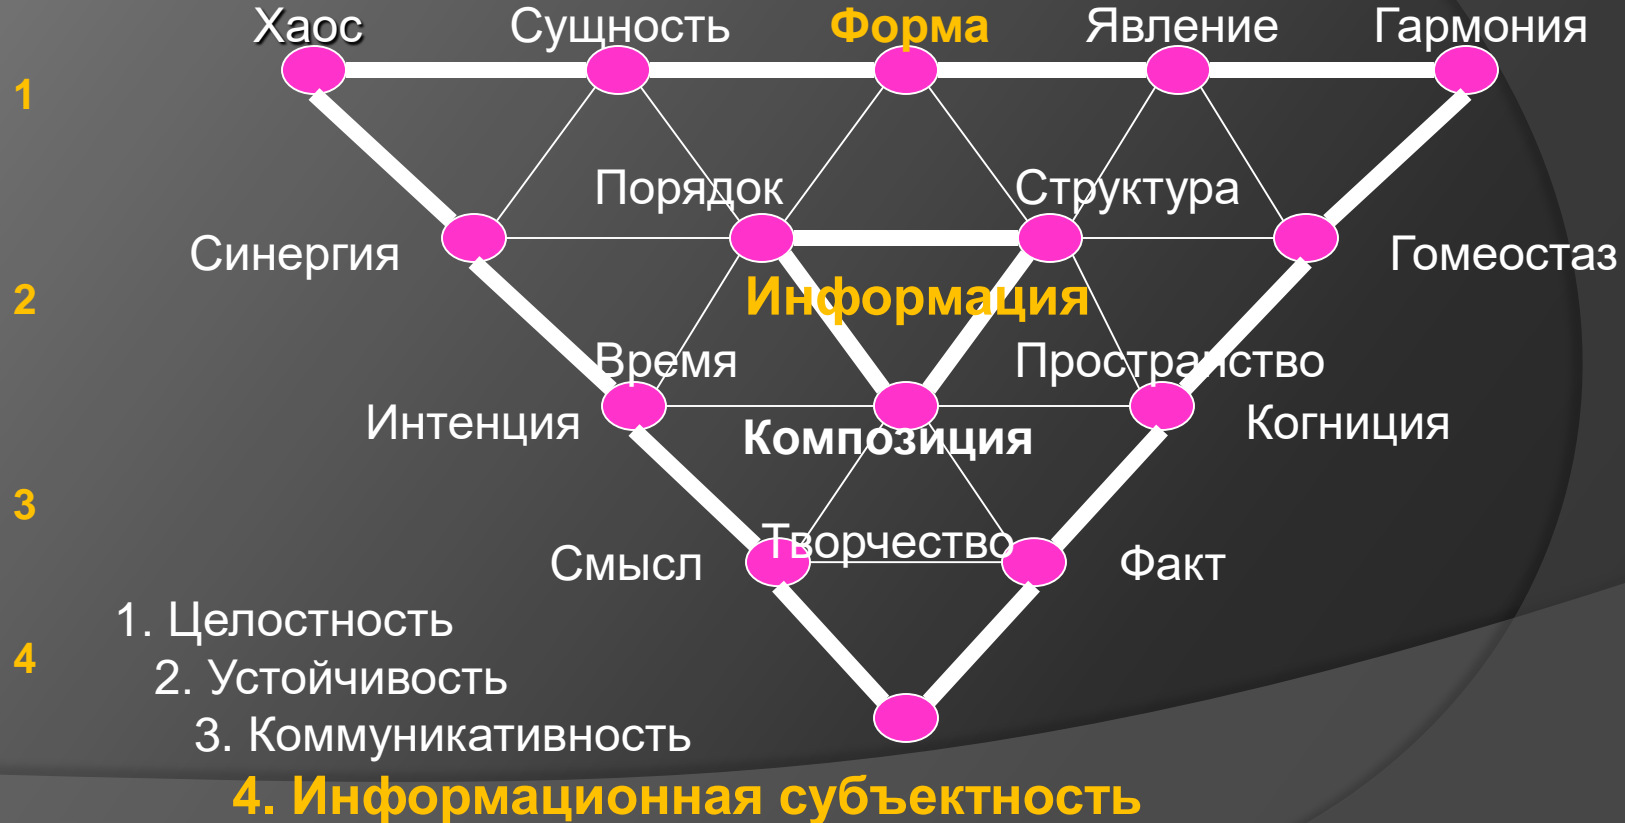 Хаос Сущность Форма Явление Гармония
1
Порядок Структура
Синергия Гомеостаз
2 Информация
Время Пространство
Интенция Композиция Когниция
3
Творчество
Смысл Факт
1. Целостность
4
2. Устойчивость
3. Коммуникативность
4. Информационная субъектность